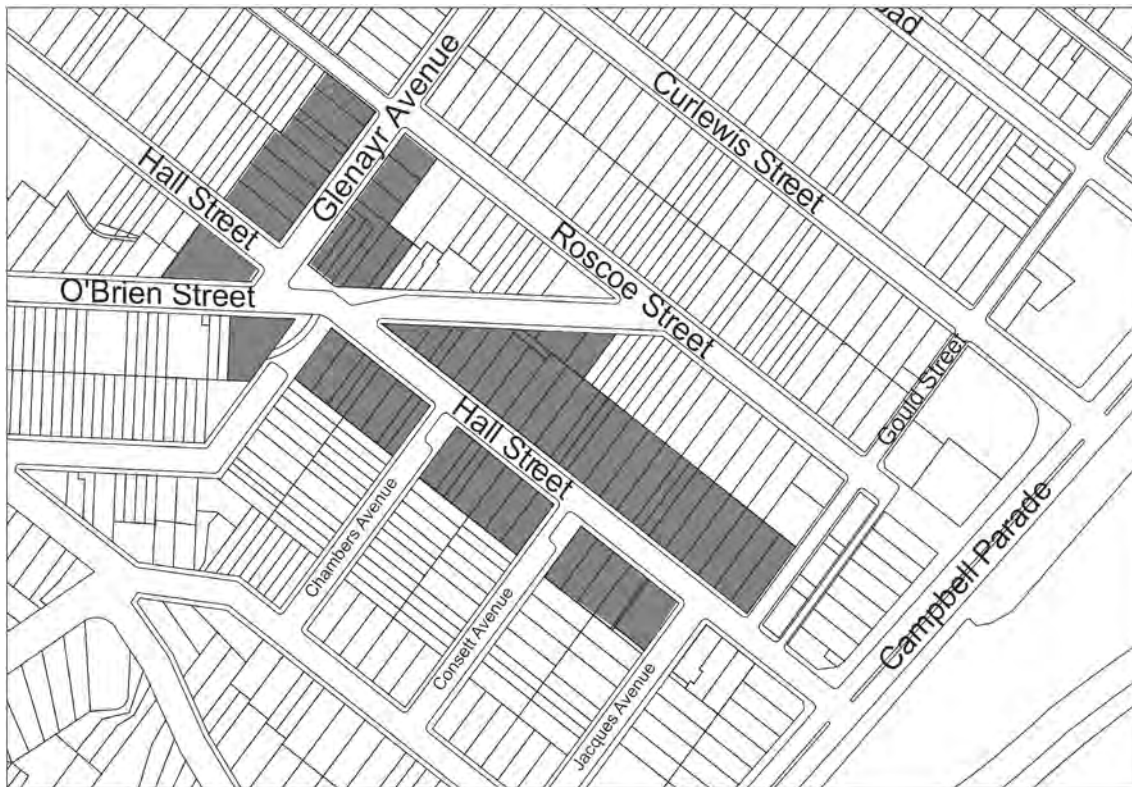 oad
Curlewis Street
Glenayr Avenue
Hall Street
O'Brien Street
Roscoe Street
Gould Street
Hall Street
Chambers Avenue
Consett Avenue
Jacques Avenue
Campbell Parade